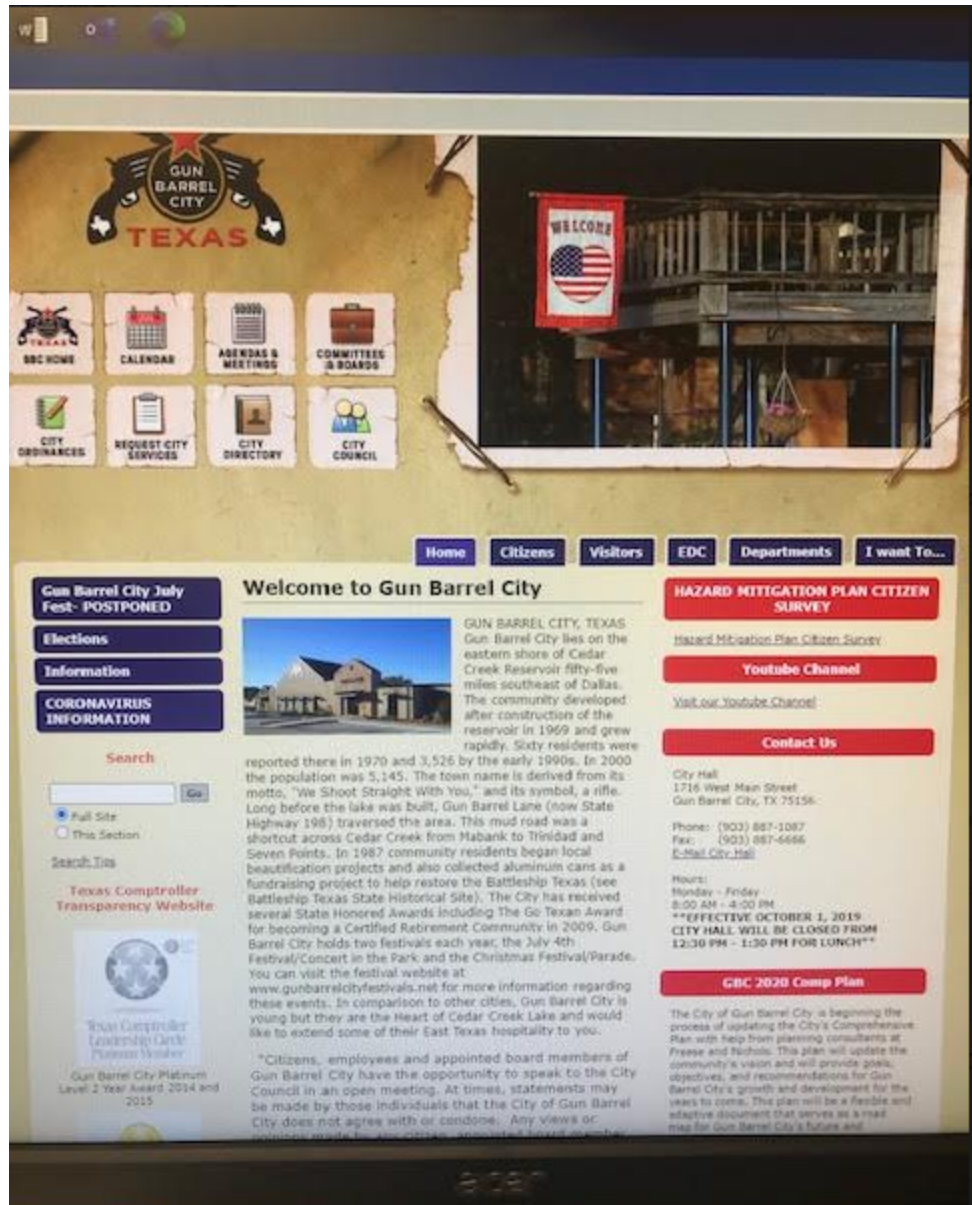 GUN
BARREL
CITY
TEXAS
WELCOME
TEXAS
GBC HOME
CALENDAR
AGENDAS &
MEETINGS
COMMITTEES
& BOARDS
CITY
ORDINANCES
REQUEST CITY
SERVICES
CITY
DIRECTORY
CITY
COUNCIL
Home
Citizens
Visitors
EDC
Departments
I want To...
Gun Barrel City July
Fest- POSTPONED
Elections
Information
CORONAVIRUS
INFORMATION
Search
Go
Full Site
This Section
Search Tips
Texas Comptroller
Transparency Website
Texas Comptroller
Leadership Circle
Platinum Member
Gun Barrel City Platinum
Level 2 Year Award 2014 and
2015
Welcome to Gun Barrel City
GUN BARREL CITY, TEXAS
Gun Barrel City lies on the
eastern shore of Cedar
Creek Reservoir fifty-five
miles southeast of Dallas.
The community developed
after construction of the
reservoir in 1969 and grew
rapidly. Sixty residents were
reported there in 1970 and 3,526 by the early 1990s. In 2000
the population was 5,145. The town name is derived from its
motto, "We Shoot Straight With You," and its symbol, a rifle.
Long before the lake was built, Gun Barrel Lane (now State
Highway 198) traversed the area. This mud road was a
shortcut across Cedar Creek from Mabank to Trinidad and
Seven Points. In 1987 community residents began local
beautification projects and also collected aluminum cans as a
fundraising project to help restore the Battleship Texas (see
Battleship Texas State Historical Site). The City has received
several State Honored Awards including The Go Texan Award
for becoming a Certified Retirement Community in 2009. Gun
Barrel City holds two festivals each year, the July 4th
Festival/Concert in the Park and the Christmas Festival/Parade.
You can visit the festival website at
www.gunbarrelcityfestivals.net for more information regarding
these events. In comparison to other cities, Gun Barrel City is
young but they are the Heart of Cedar Creek Lake and would
like to extend some of their East Texas hospitality to you.
"Citizens, employees and appointed board members of
Gun Barrel City have the opportunity to speak to the City
Council in an open meeting. At times, statements may
be made by those individuals that the City of Gun Barrel
City does not agree with or condone. Any views or
opinions made by any citizen, appointed board member
HAZARD MITIGATION PLAN CITIZEN
SURVEY
Hazard Mitigation Plan Citizen Survey
Youtube Channel
Visit our Youtube Channel
Contact Us
City Hall
1716 West Main Street
Gun Barrel City, TX 75156
Phone: (903) 887-1087
Fax: (903) 887-6666
E-Mail City Hall
Hours:
Monday - Friday
8:00 AM - 4:00 PM
**EFFECTIVE OCTOBER 1, 2019
CITY HALL WILL BE CLOSED FROM
12:30 PM - 1:30 PM FOR LUNCH**
GBC 2020 Comp Plan
The City of Gun Barrel City is beginning the
process of updating the City's Comprehensive
Plan with help from planning consultants at
Freese and Nichols. This plan will update the
community's vision and will provide goals,
objectives, and recommendations for Gun
Barrel City's growth and development for the
years to come. This plan will be a flexible and
adaptive document that serves as a road
map for Gun Barrel City's future and
acer